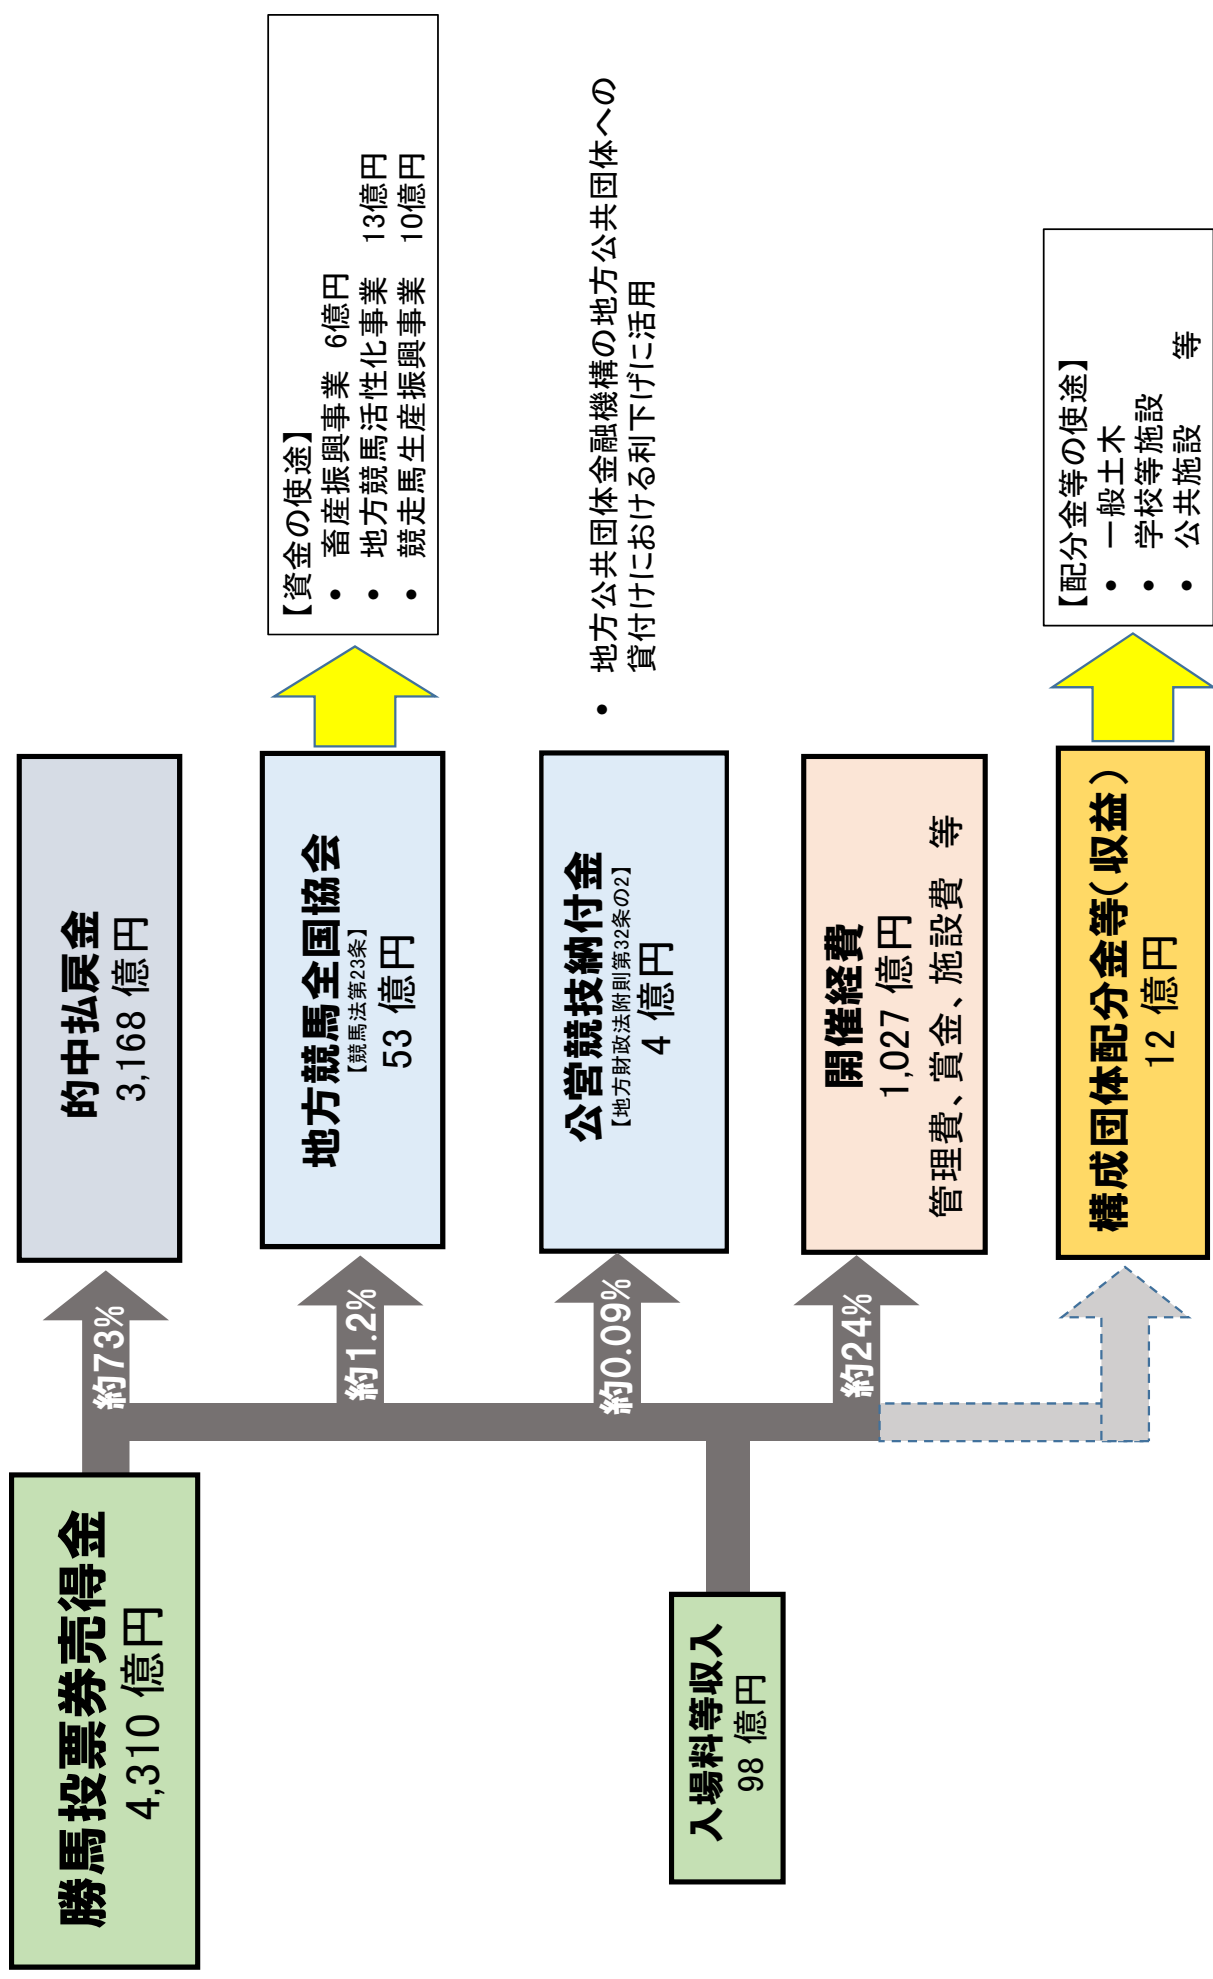 勝馬投票券売得金
4,310 億円
入場料等収入
98 億円
約73%
約1.2%
約0.09%
約24%
的中払戻金
3,168 億円
地方競馬全国協会
【競馬法第23条】
53 億円
公営競技納付金
【地方財政法附則第32条の2】
4 億円
開催経費
1,027 億円
管理費、賞金、施設費　等
構成団体配分金等（収益）
12 億円
【資金の使途】
• 畜産振興事業　6億円
• 地方競馬活性化事業　13億円
• 競走馬生産振興事業　10億円
• 地方公共団体金融機構の地方公共団体への
貸付けにおける利下げに活用
【配分金等の使途】
• 一般土木
• 学校等施設
• 公共施設　　等